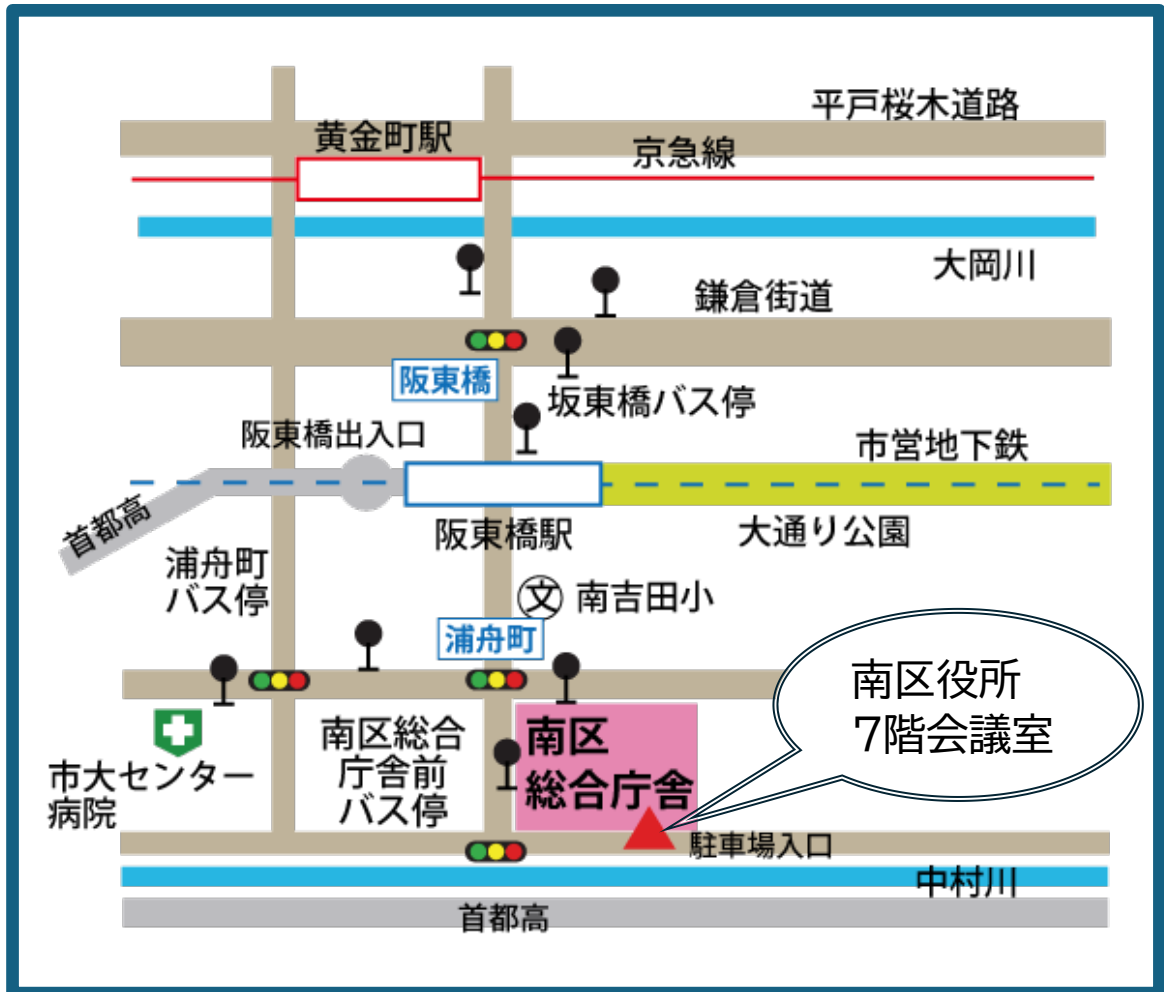 平戸桜木道路
黄金町駅
京急線
大岡川
鎌倉街道
阪東橋
坂東橋バス停
阪東橋出入口
市営地下鉄
首都高
阪東橋駅
大通り公園
浦舟町
バス停
文
南吉田小
浦舟町
南区役所
7階会議室
市大センター
病院
南区総合
庁舎前
バス停
南区
総合庁舎
駐車場入口
中村川
首都高